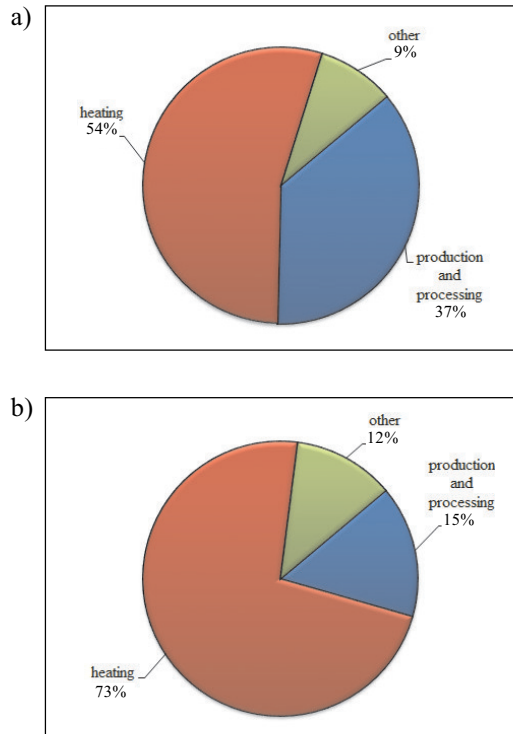 a)
other
9%
heating
54%
production
and
processing
37%
b)
other
12%
production
and
processing
15%
heating
73%